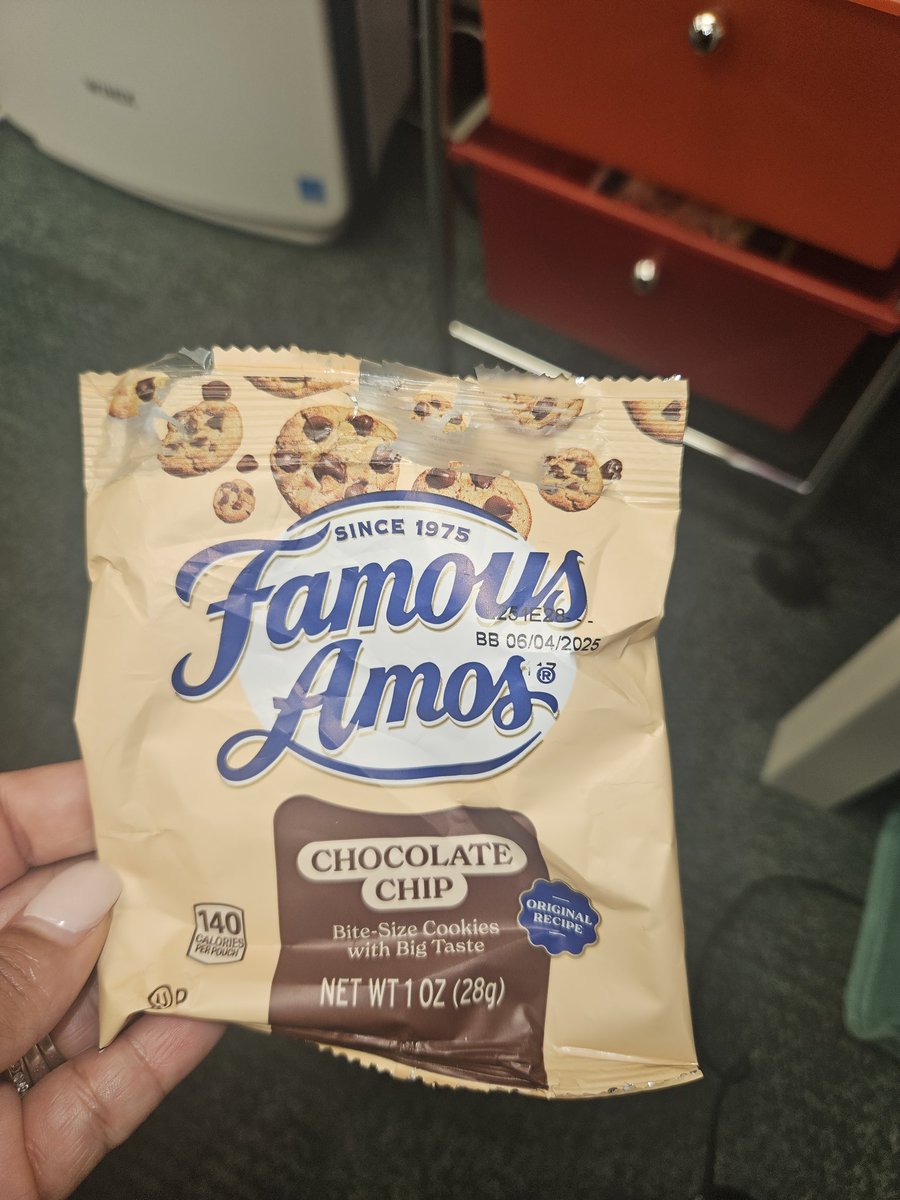 WINIX
SINCE 1975
Famous
Amos®
BB 06/04/2025
CHOCOLATE
CHIP
Bite-Size Cookies
with Big Taste
NET WT 1 OZ (28g)
ORIGINAL
RECIPE
140
CALORIES
PER POUCH
U D